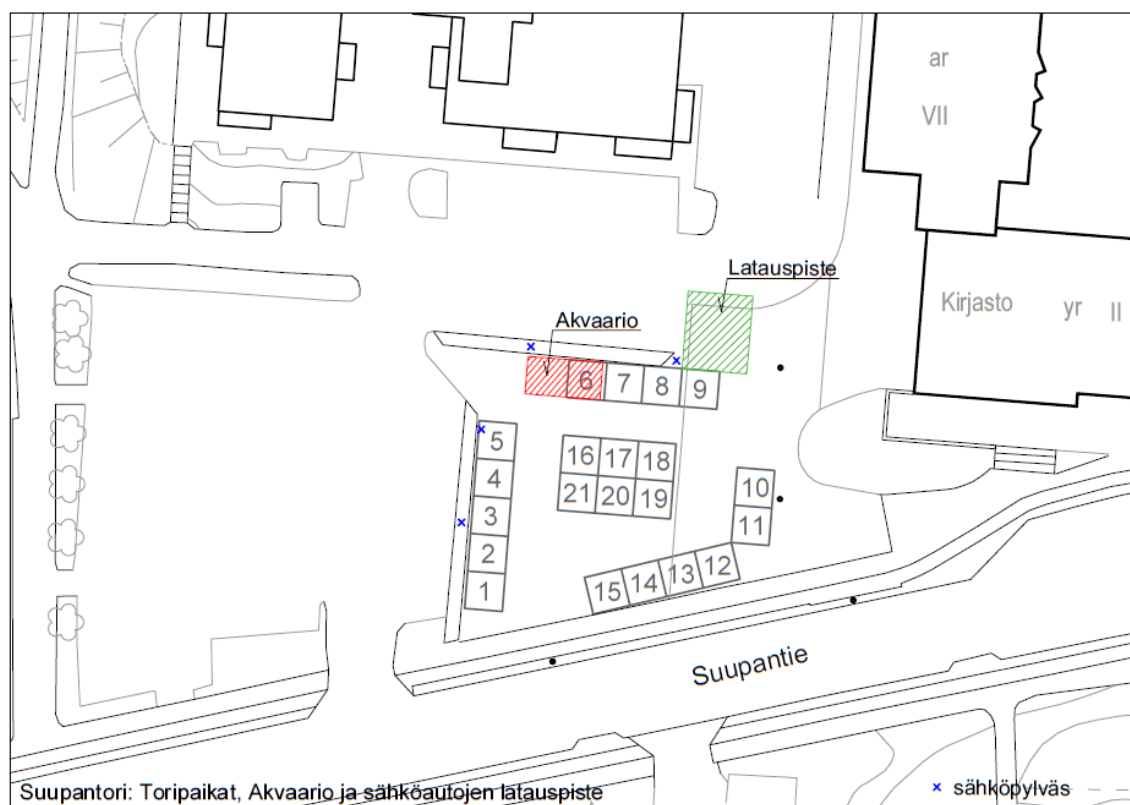 ar
VII
Latauspiste
Kirjasto yr II
Akvaario
6 7 8 9
5
4
3
2
1
16 17 18
21 20 19
10
11
15 14 13 12
Suupantie
Suupantori: Toripaikat, Akvaario ja sähköautojen latauspiste
× sähköpylväs